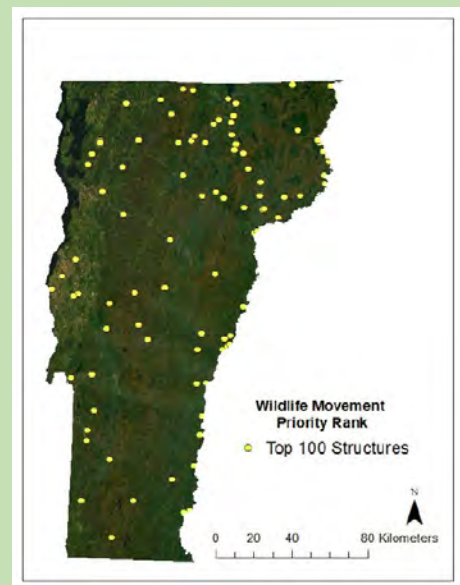 Wildlife Movement
Priority Rank
Top 100 Structures
N
0 20 40 80 Kilometers